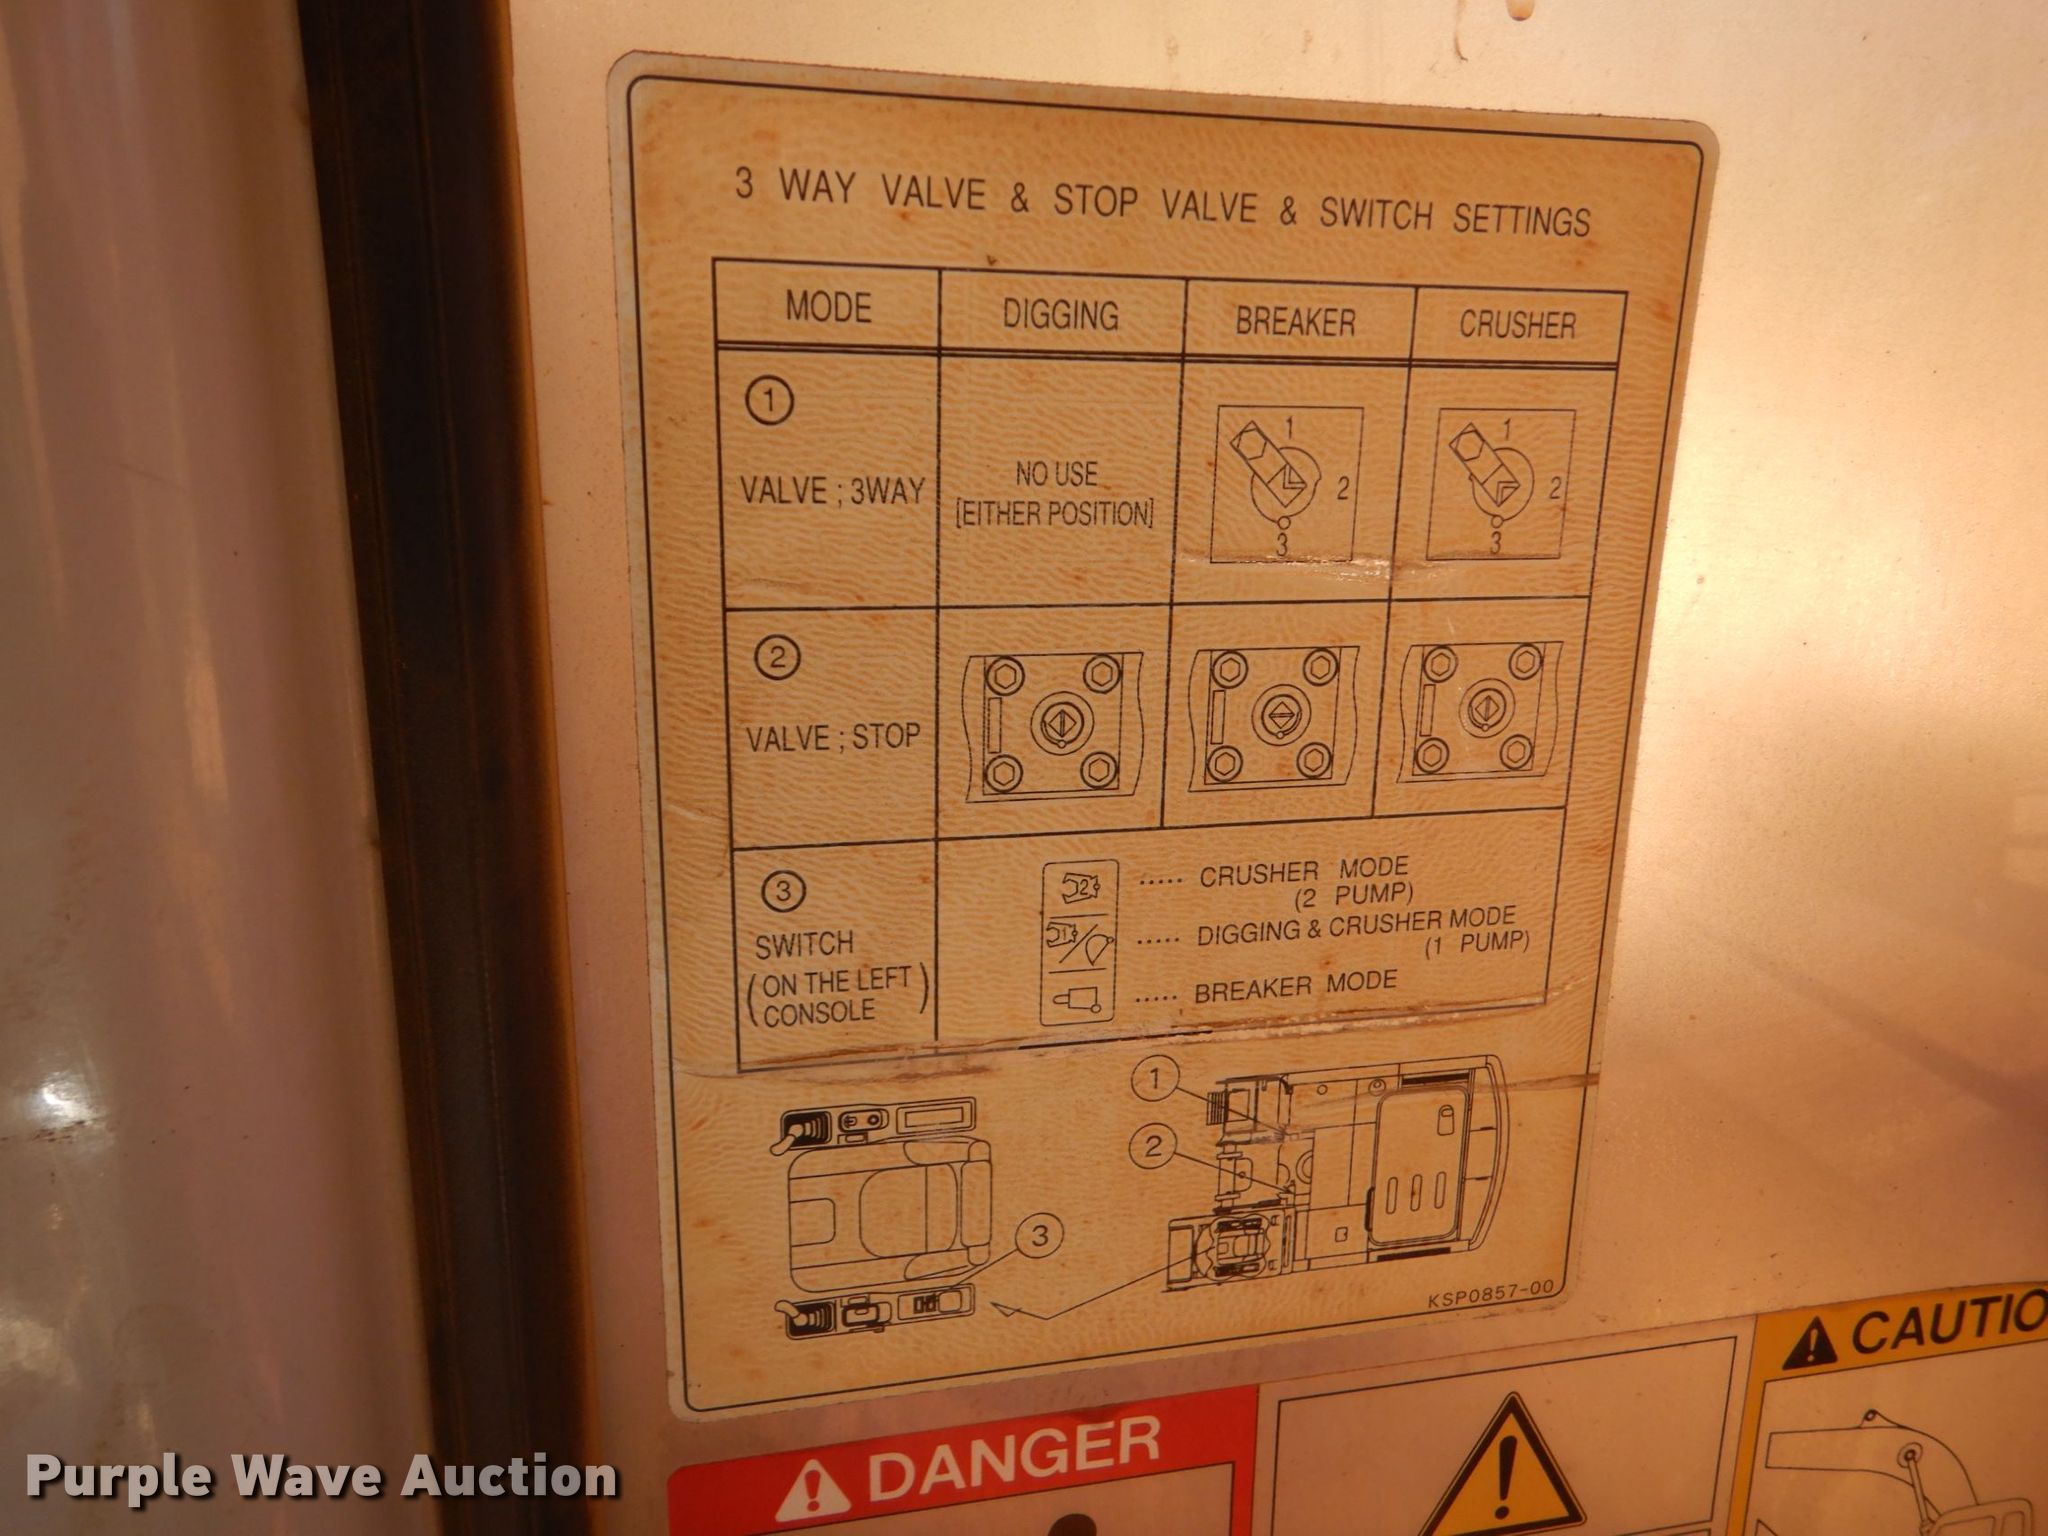 3 WAY VALVE & STOP VALVE & SWITCH SETTINGS
MODE DIGGING BREAKER CRUSHER
1
VALVE ; 3WAY
NO USE
[EITHER POSITION]
1
2
3
1
2
3
2
VALVE ; STOP
3
SWITCH
(ON THE LEFT
CONSOLE)
2 ..... CRUSHER MODE
(2 PUMP)
1 ..... DIGGING & CRUSHER MODE
(1 PUMP)
..... BREAKER MODE
1
2
3
KSP0857-00
DANGER
CAUTIO
Purple Wave Auction